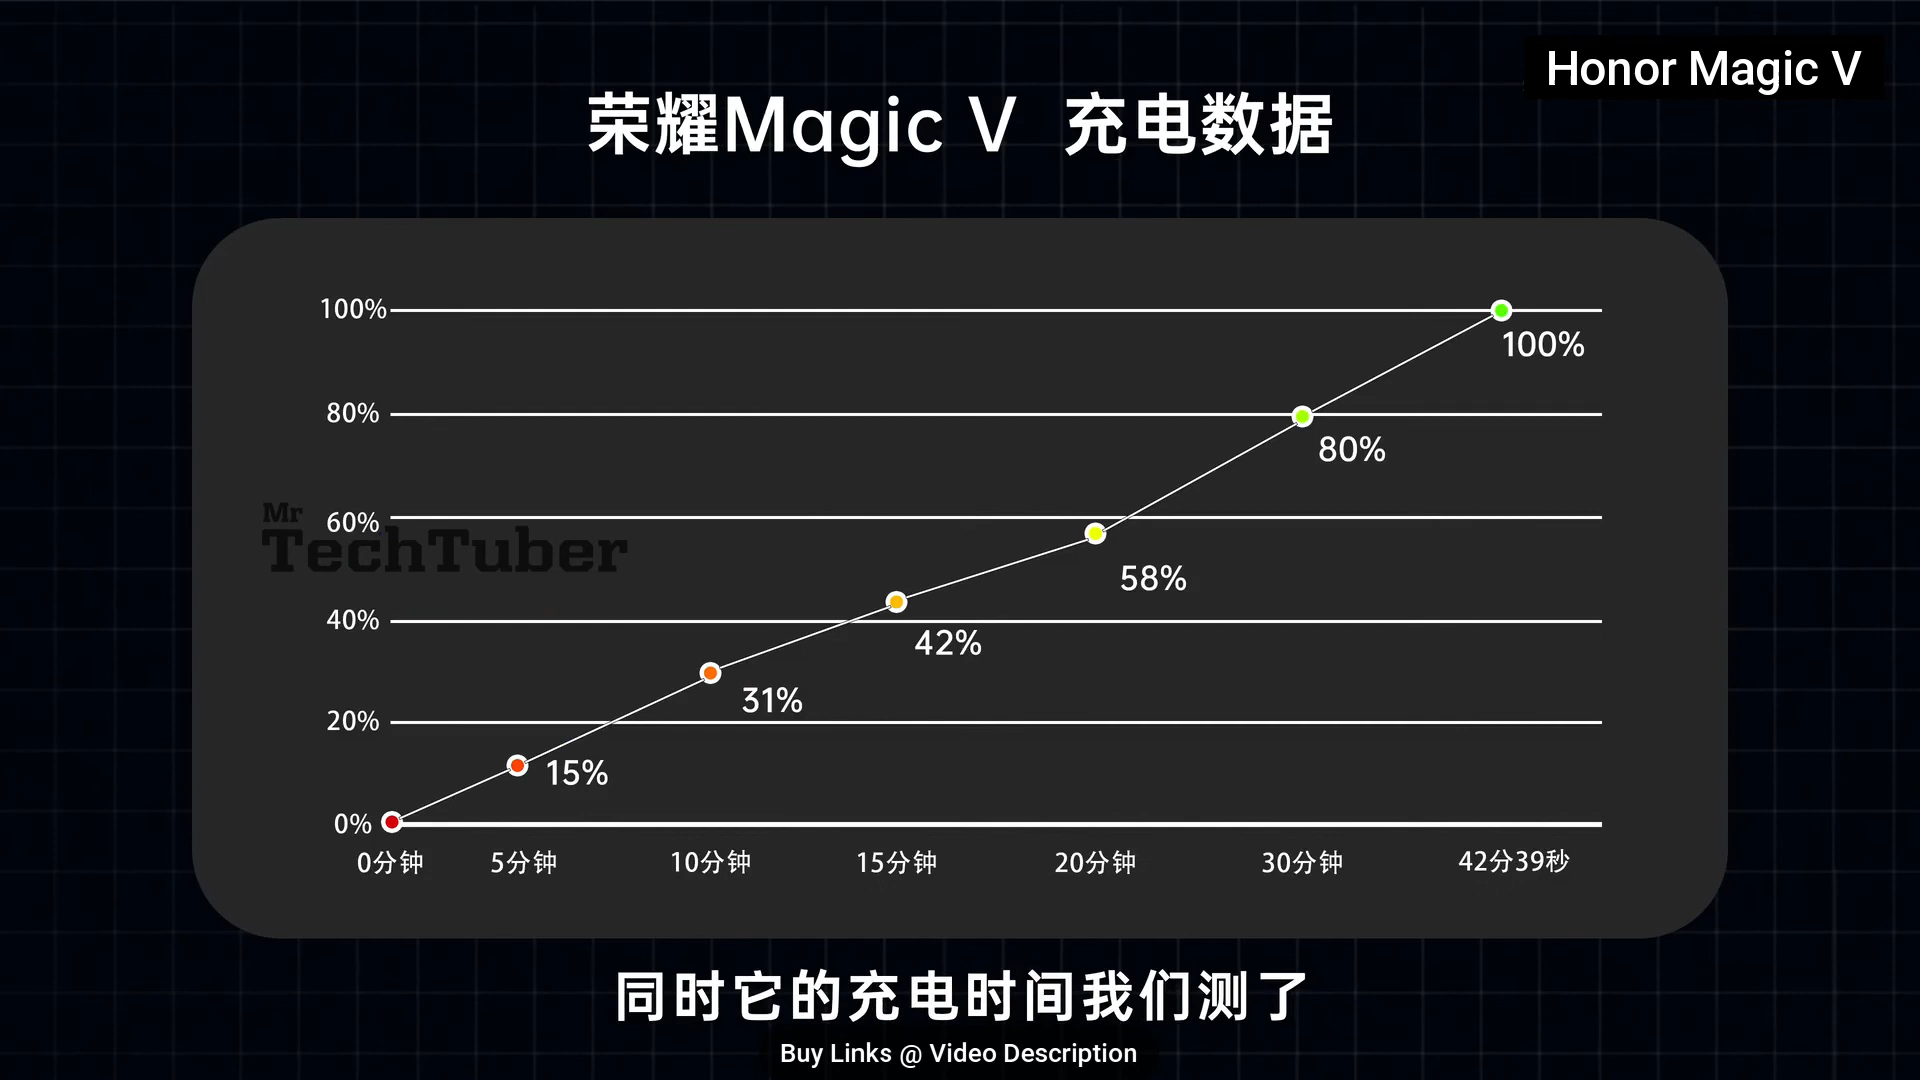 Honor Magic V
荣耀Magic V 充电数据
100%
100%
80%
80%
Mr
TechTuber
60%
58%
40%
42%
31%
20%
15%
0%
0分钟 5分钟 10分钟 15分钟 20分钟 30分钟 42分39秒
同时它的充电时间我们测了
Buy Links @ Video Description